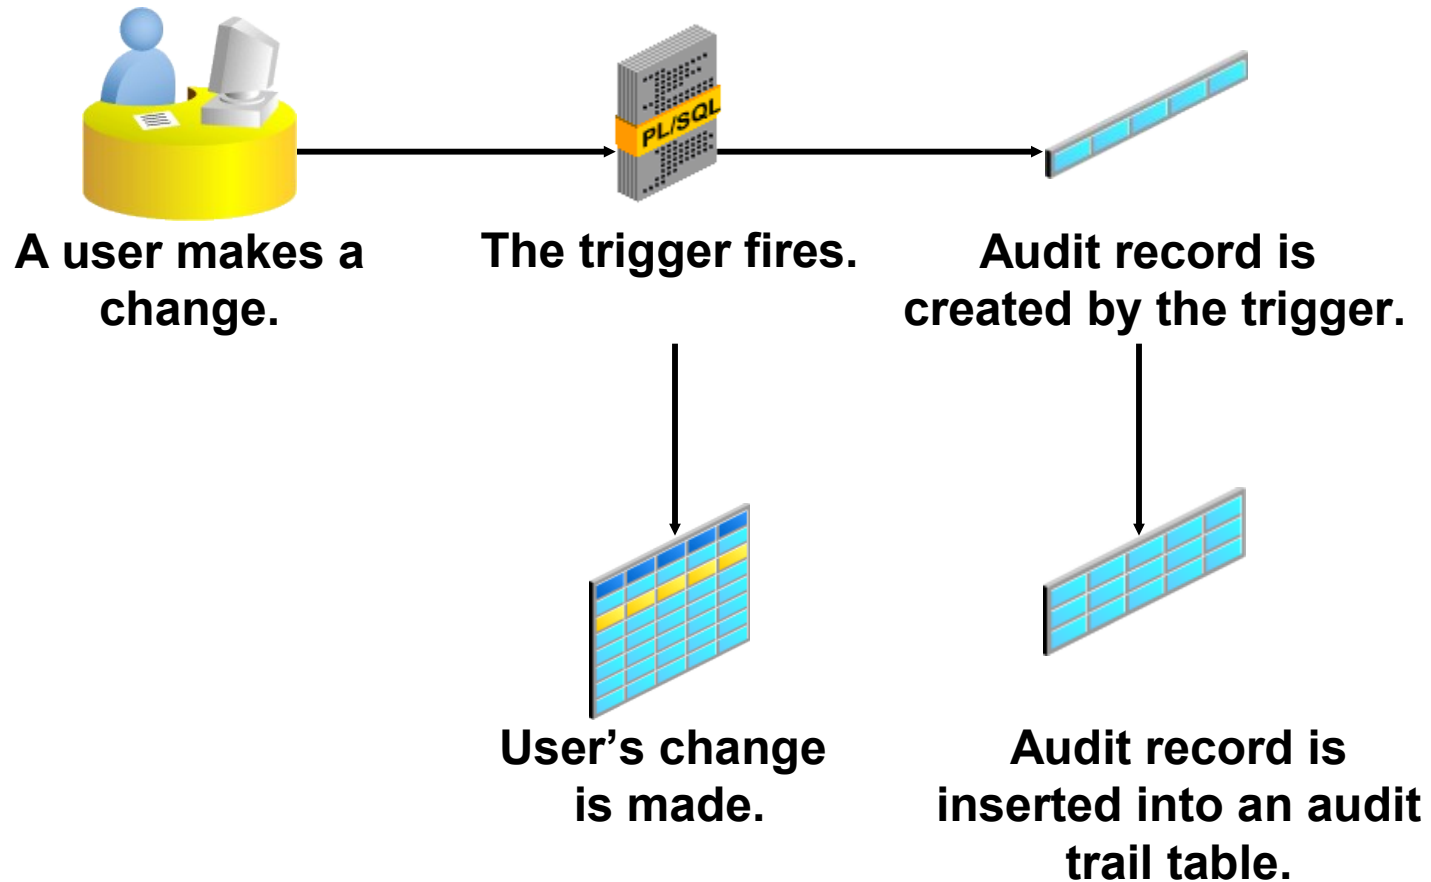 PL/SQL
A user makes a
change.
The trigger fires.
Audit record is
created by the trigger.
User’s change
is made.
Audit record is
inserted into an audit
trail table.